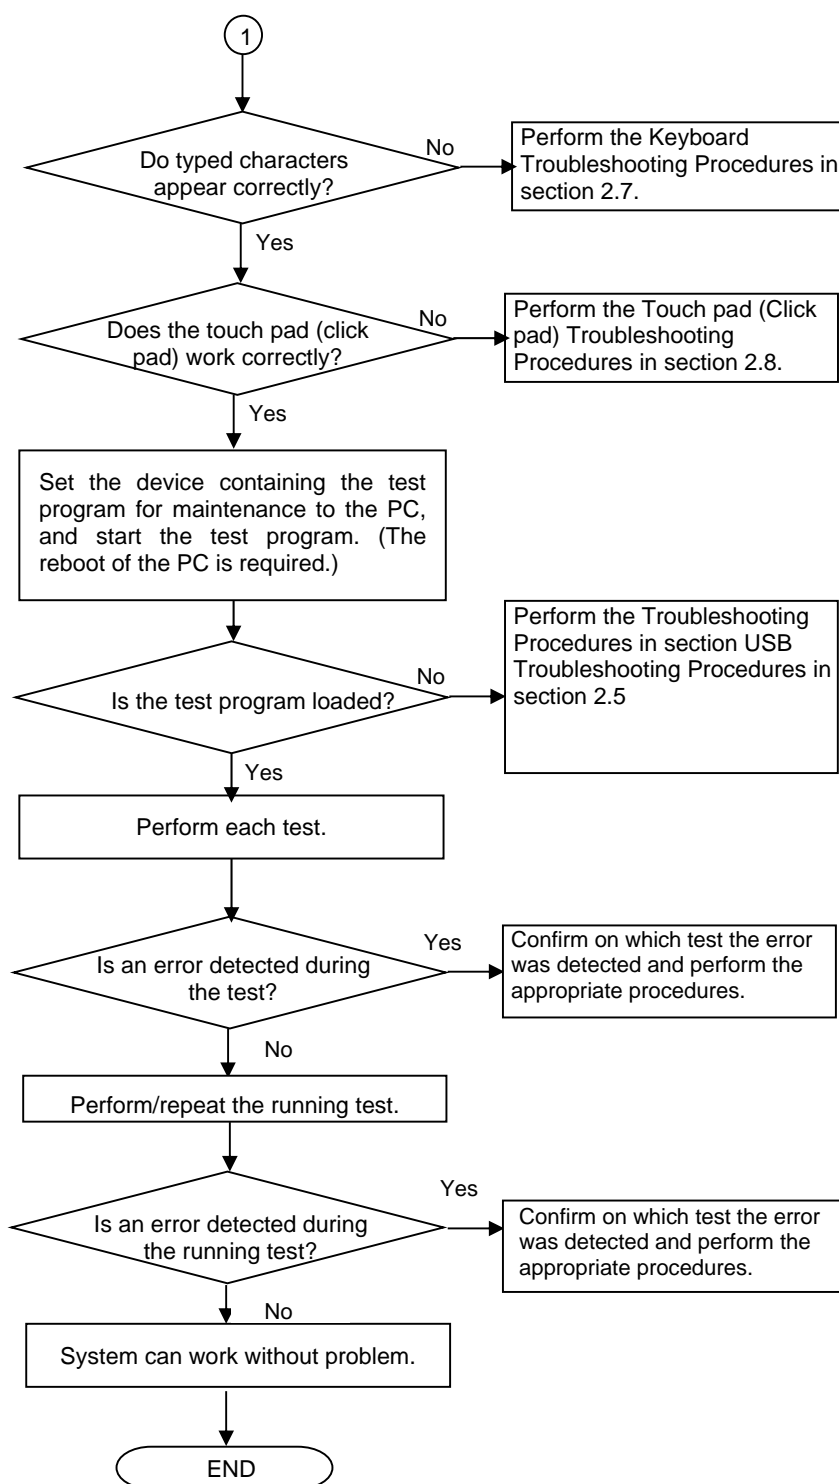 1
Do typed characters
appear correctly?
No
Perform the Keyboard
Troubleshooting Procedures in
section 2.7.
Yes
Does the touch pad (click
pad) work correctly?
No
Perform the Touch pad (Click
pad) Troubleshooting
Procedures in section 2.8.
Yes
Set the device containing the test
program for maintenance to the PC,
and start the test program. (The
reboot of the PC is required.)
Is the test program loaded?
No
Perform the Troubleshooting
Procedures in section USB
Troubleshooting Procedures in
section 2.5
Yes
Perform each test.
Is an error detected during
the test?
Yes
Confirm on which test the error
was detected and perform the
appropriate procedures.
No
Perform/repeat the running test.
Is an error detected during
the running test?
Yes
Confirm on which test the error
was detected and perform the
appropriate procedures.
No
System can work without problem.
END